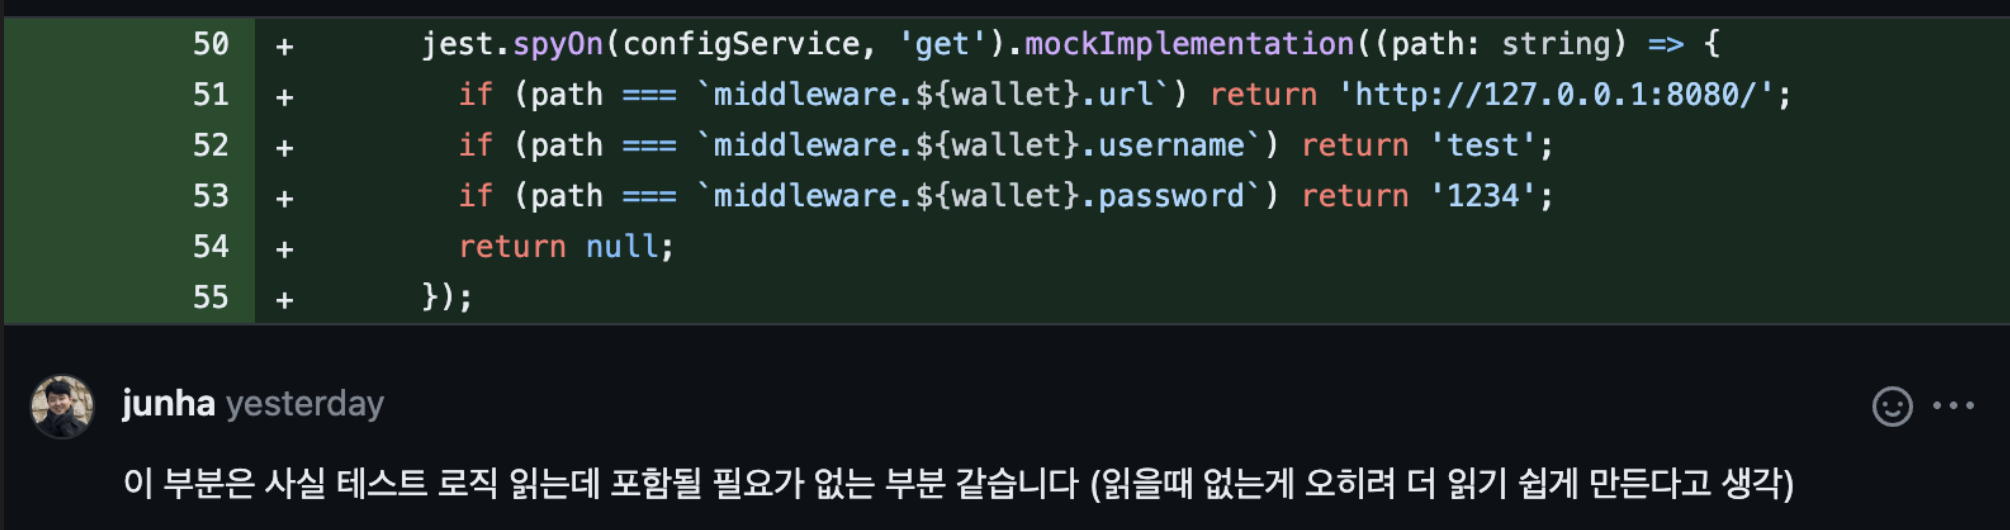 50 + jest.spyOn(configService, 'get').mockImplementation((path: string) => {
51 + if (path === `middleware.${wallet}.url`) return 'http://127.0.0.1:8080/';
52 + if (path === `middleware.${wallet}.username`) return 'test';
53 + if (path === `middleware.${wallet}.password`) return '1234';
54 + return null;
55 + });
junha yesterday
이 부분은 사실 테스트 로직 읽는데 포함될 필요가 없는 부분 같습니다 (읽을때 없는게 오히려 더 읽기 쉽게 만든다고 생각)